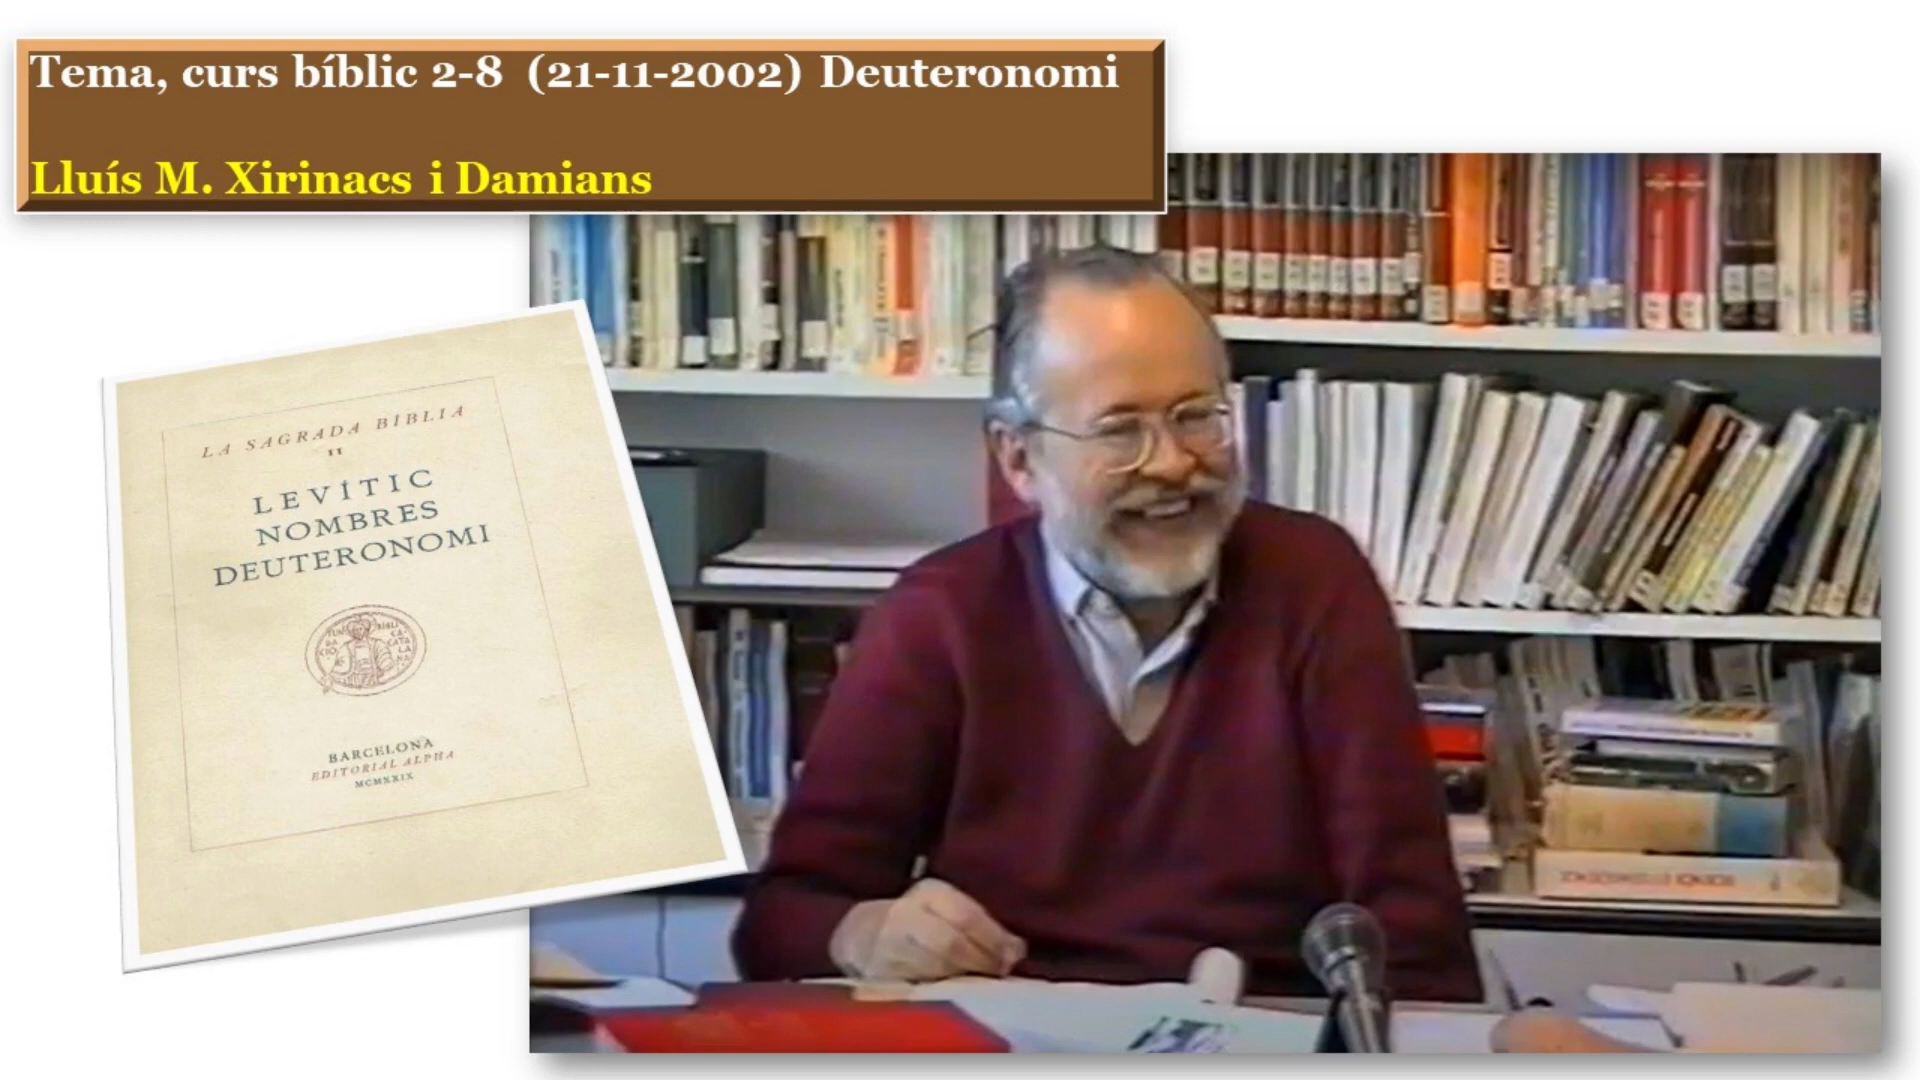 Tema, curs bíblic 2-8 (21-11-2002) Deuteronomi
Lluís M. Xirinacs i Damians
LA SAGRADA BÍBLIA
II
LEVÍTIC
NOMBRES
DEUTERONOMI
BARCELONA
EDITORIAL ALPHA
MCMXXIX